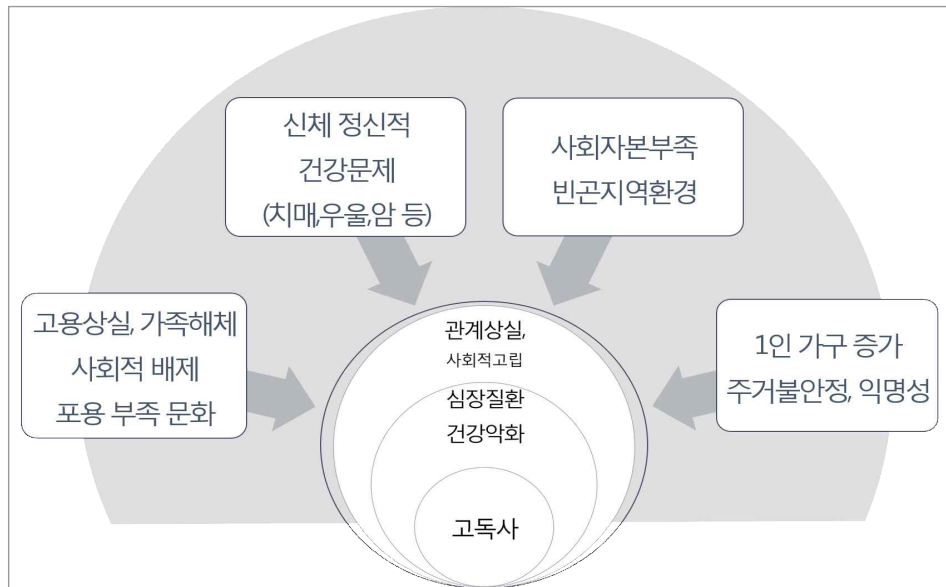 신체 정신적
건강문제
(치매,우울,암 등)
사회자본부족
빈곤지역환경
고용상실, 가족해체
사회적 배제
포용 부족 문화
1인 가구 증가
주거불안정, 익명성
관계상실,
사회적고립
심장질환
건강악화
고독사